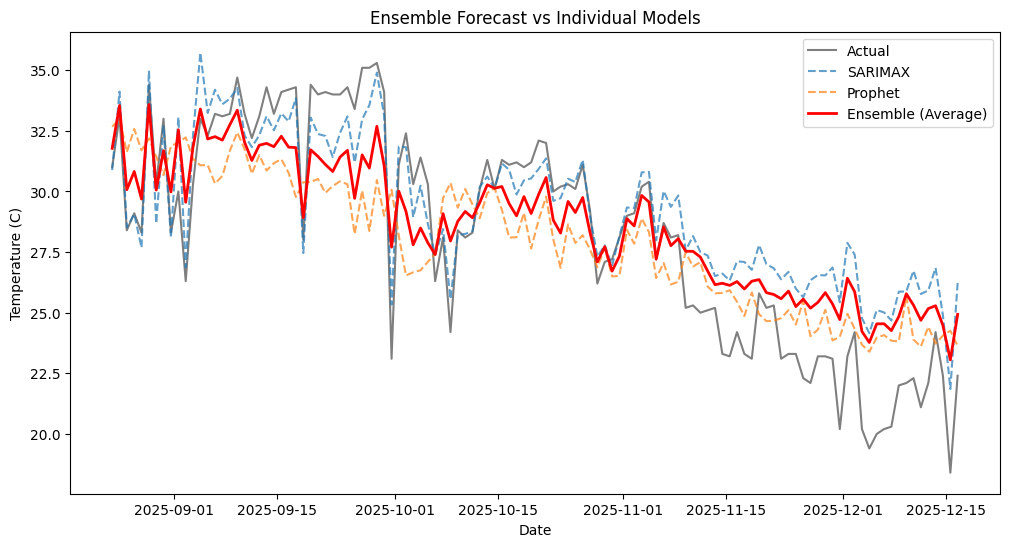 Ensemble Forecast vs Individual Models
Actual
SARIMAX
Prophet
Ensemble (Average)
Temperature (C)
35.0
32.5
30.0
27.5
25.0
22.5
20.0
2025-09-01
2025-09-15
2025-10-01
2025-10-15
2025-11-01
2025-11-15
2025-12-01
2025-12-15
Date